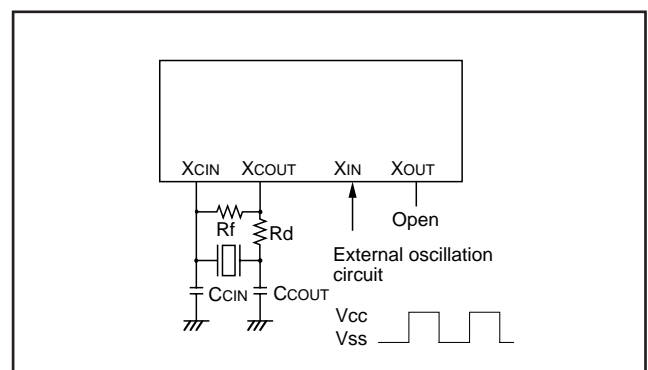 XCIN XCOUT XIN XOUT
Rf
Rd
Open
External oscillation
circuit
CCIN CCOUT
Vcc
Vss